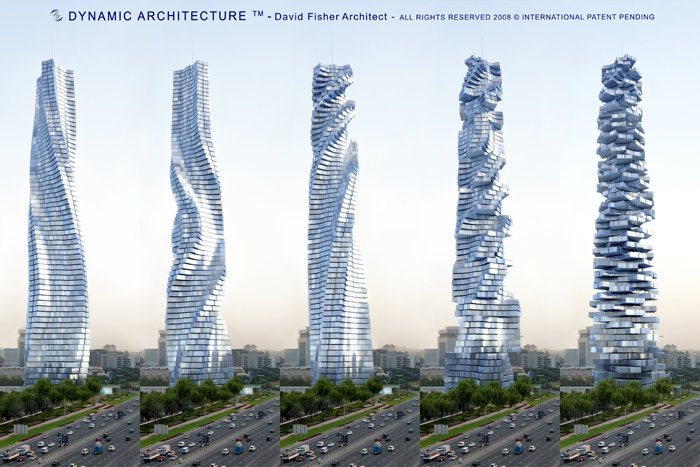 DYNAMIC ARCHITECTURE ™ - David Fisher Architect - ALL RIGHTS RESERVED 2008 © INTERNATIONAL PATENT PENDING